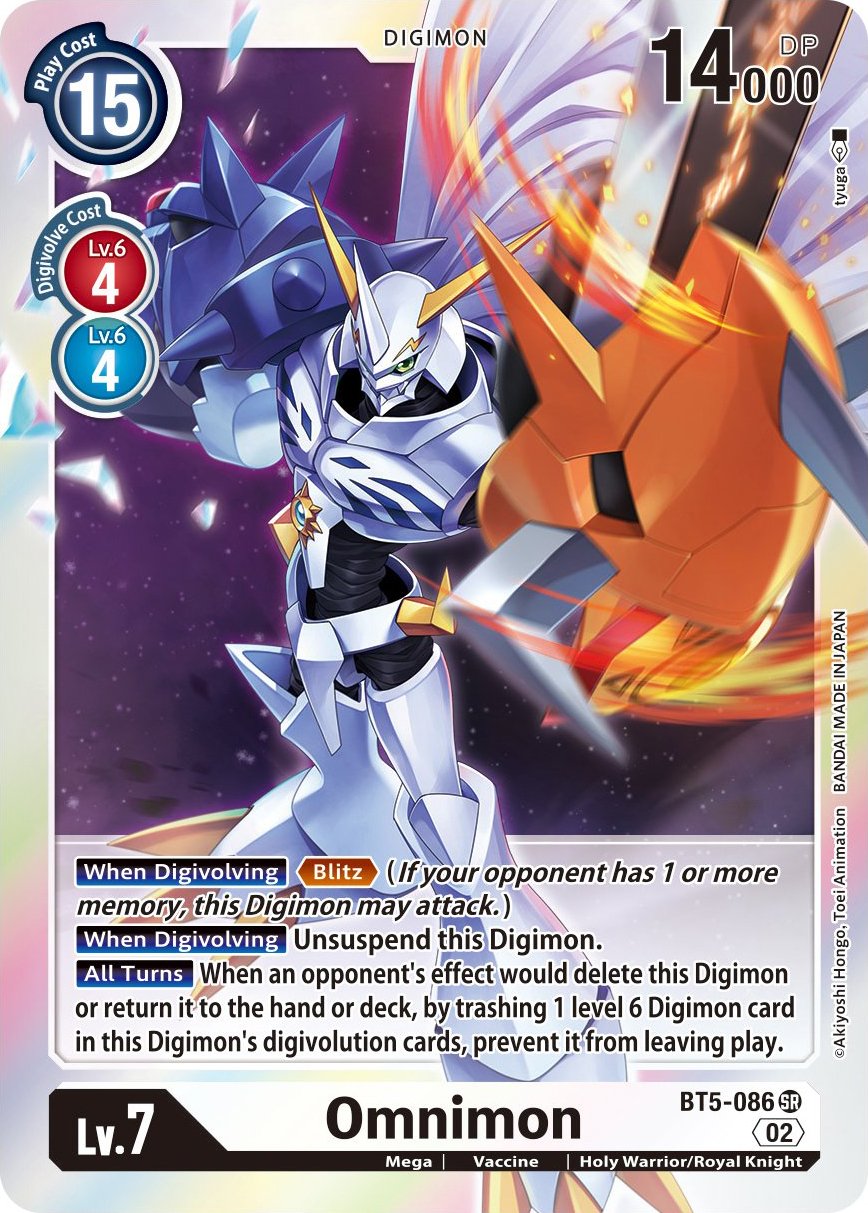 DIGIMON
Play Cost
15
14000
DP
Digivolve Cost
Lv.6
4
Lv.6
4
tyuga
©Akiyoshi Hongo, Toei Animation BANDAI MADE IN JAPAN
When Digivolving Blitz (If your opponent has 1 or more
memory, this Digimon may attack.)
When Digivolving Unsuspend this Digimon.
All Turns When an opponent's effect would delete this Digimon
or return it to the hand or deck, by trashing 1 level 6 Digimon card
in this Digimon's digivolution cards, prevent it from leaving play.
Lv.7
Omnimon
BT5-086 SR
02
Mega | Vaccine | Holy Warrior/Royal Knight